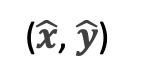 (x̂, ŷ)